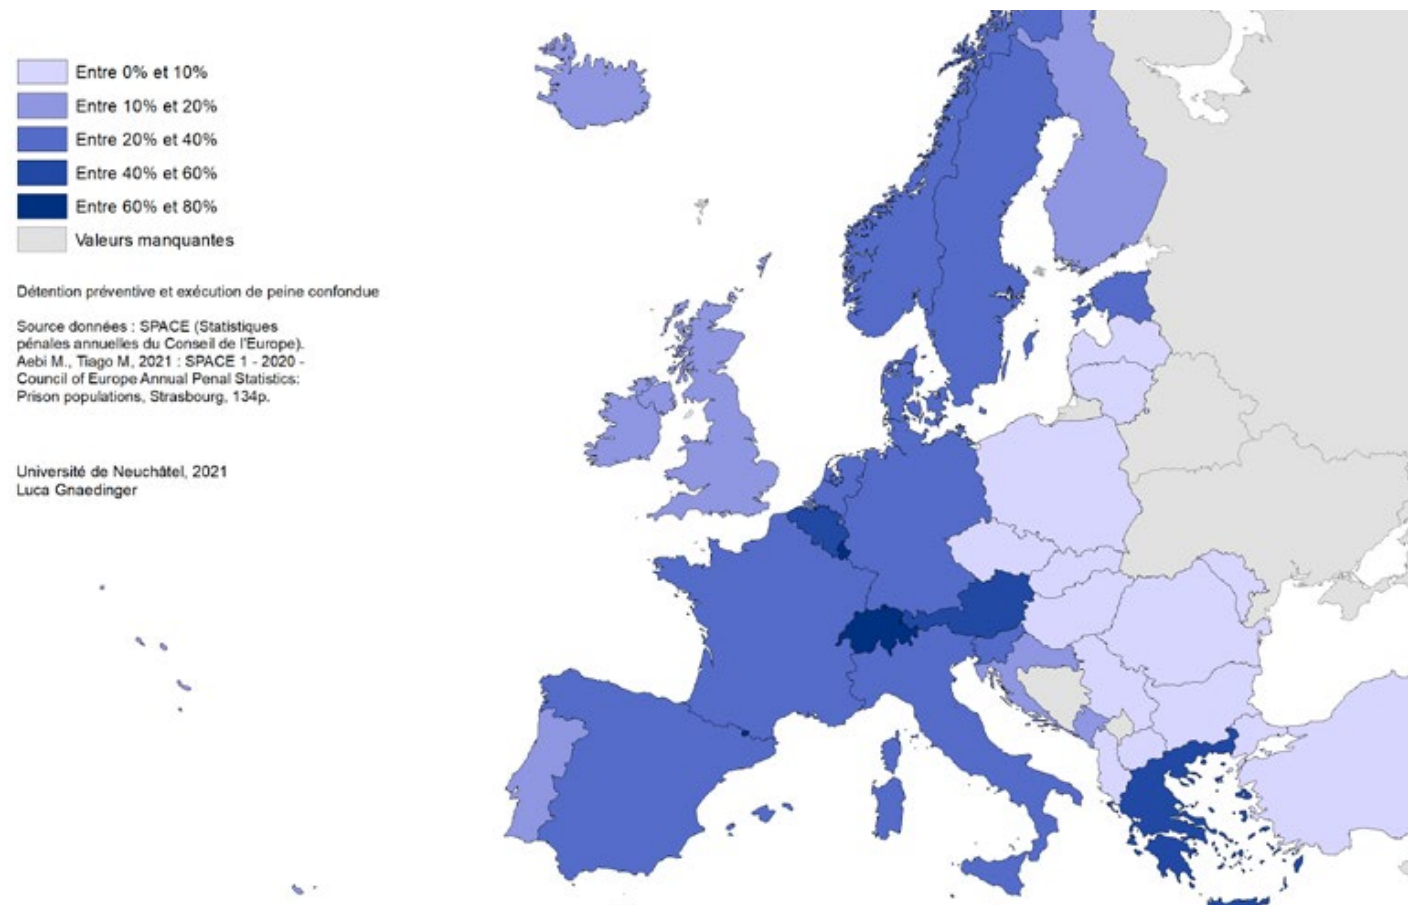 Entre 0% et 10%
Entre 10% et 20%
Entre 20% et 40%
Entre 40% et 60%
Entre 60% et 80%
Valeurs manquantes
Détention préventive et exécution de peine confondue
Source données : SPACE (Statistiques
pénales annuelles du Conseil de l'Europe).
Aebi M., Tiago M, 2021 : SPACE 1 - 2020 -
Council of Europe Annual Penal Statistics:
Prison populations, Strasbourg, 134p.
Université de Neuchâtel, 2021
Luca Gnaedinger